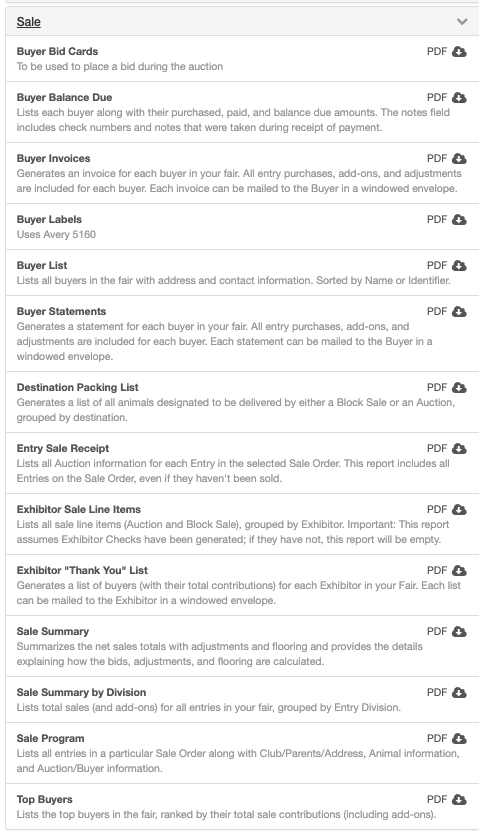 Sale
Buyer Bid Cards PDF
To be used to place a bid during the auction
Buyer Balance Due PDF
Lists each buyer along with their purchased, paid, and balance due amounts. The notes field
includes check numbers and notes that were taken during receipt of payment.
Buyer Invoices PDF
Generates an invoice for each buyer in your fair. All entry purchases, add-ons, and adjustments
are included for each buyer. Each invoice can be mailed to the Buyer in a windowed envelope.
Buyer Labels PDF
Uses Avery 5160
Buyer List PDF
Lists all buyers in the fair with address and contact information. Sorted by Name or Identifier.
Buyer Statements PDF
Generates a statement for each buyer in your fair. All entry purchases, add-ons, and
adjustments are included for each buyer. Each statement can be mailed to the Buyer in a
windowed envelope.
Destination Packing List PDF
Generates a list of all animals designated to be delivered by either a Block Sale or an Auction,
grouped by destination.
Entry Sale Receipt PDF
Lists all Auction information for each Entry in the selected Sale Order. This report includes all
Entries on the Sale Order, even if they haven't been sold.
Exhibitor Sale Line Items PDF
Lists all sale line items (Auction and Block Sale), grouped by Exhibitor. Important: This report
assumes Exhibitor Checks have been generated; if they have not, this report will be empty.
Exhibitor "Thank You" List PDF
Generates a list of buyers (with their total contributions) for each Exhibitor in your Fair. Each list
can be mailed to the Exhibitor in a windowed envelope.
Sale Summary PDF
Summarizes the net sales totals with adjustments and flooring and provides the details
explaining how the bids, adjustments, and flooring are calculated.
Sale Summary by Division PDF
Lists total sales (and add-ons) for all entries in your fair, grouped by Entry Division.
Sale Program PDF
Lists all entries in a particular Sale Order along with Club/Parents/Address, Animal information,
and Auction/Buyer information.
Top Buyers PDF
Lists the top buyers in the fair, ranked by their total sale contributions (including add-ons).